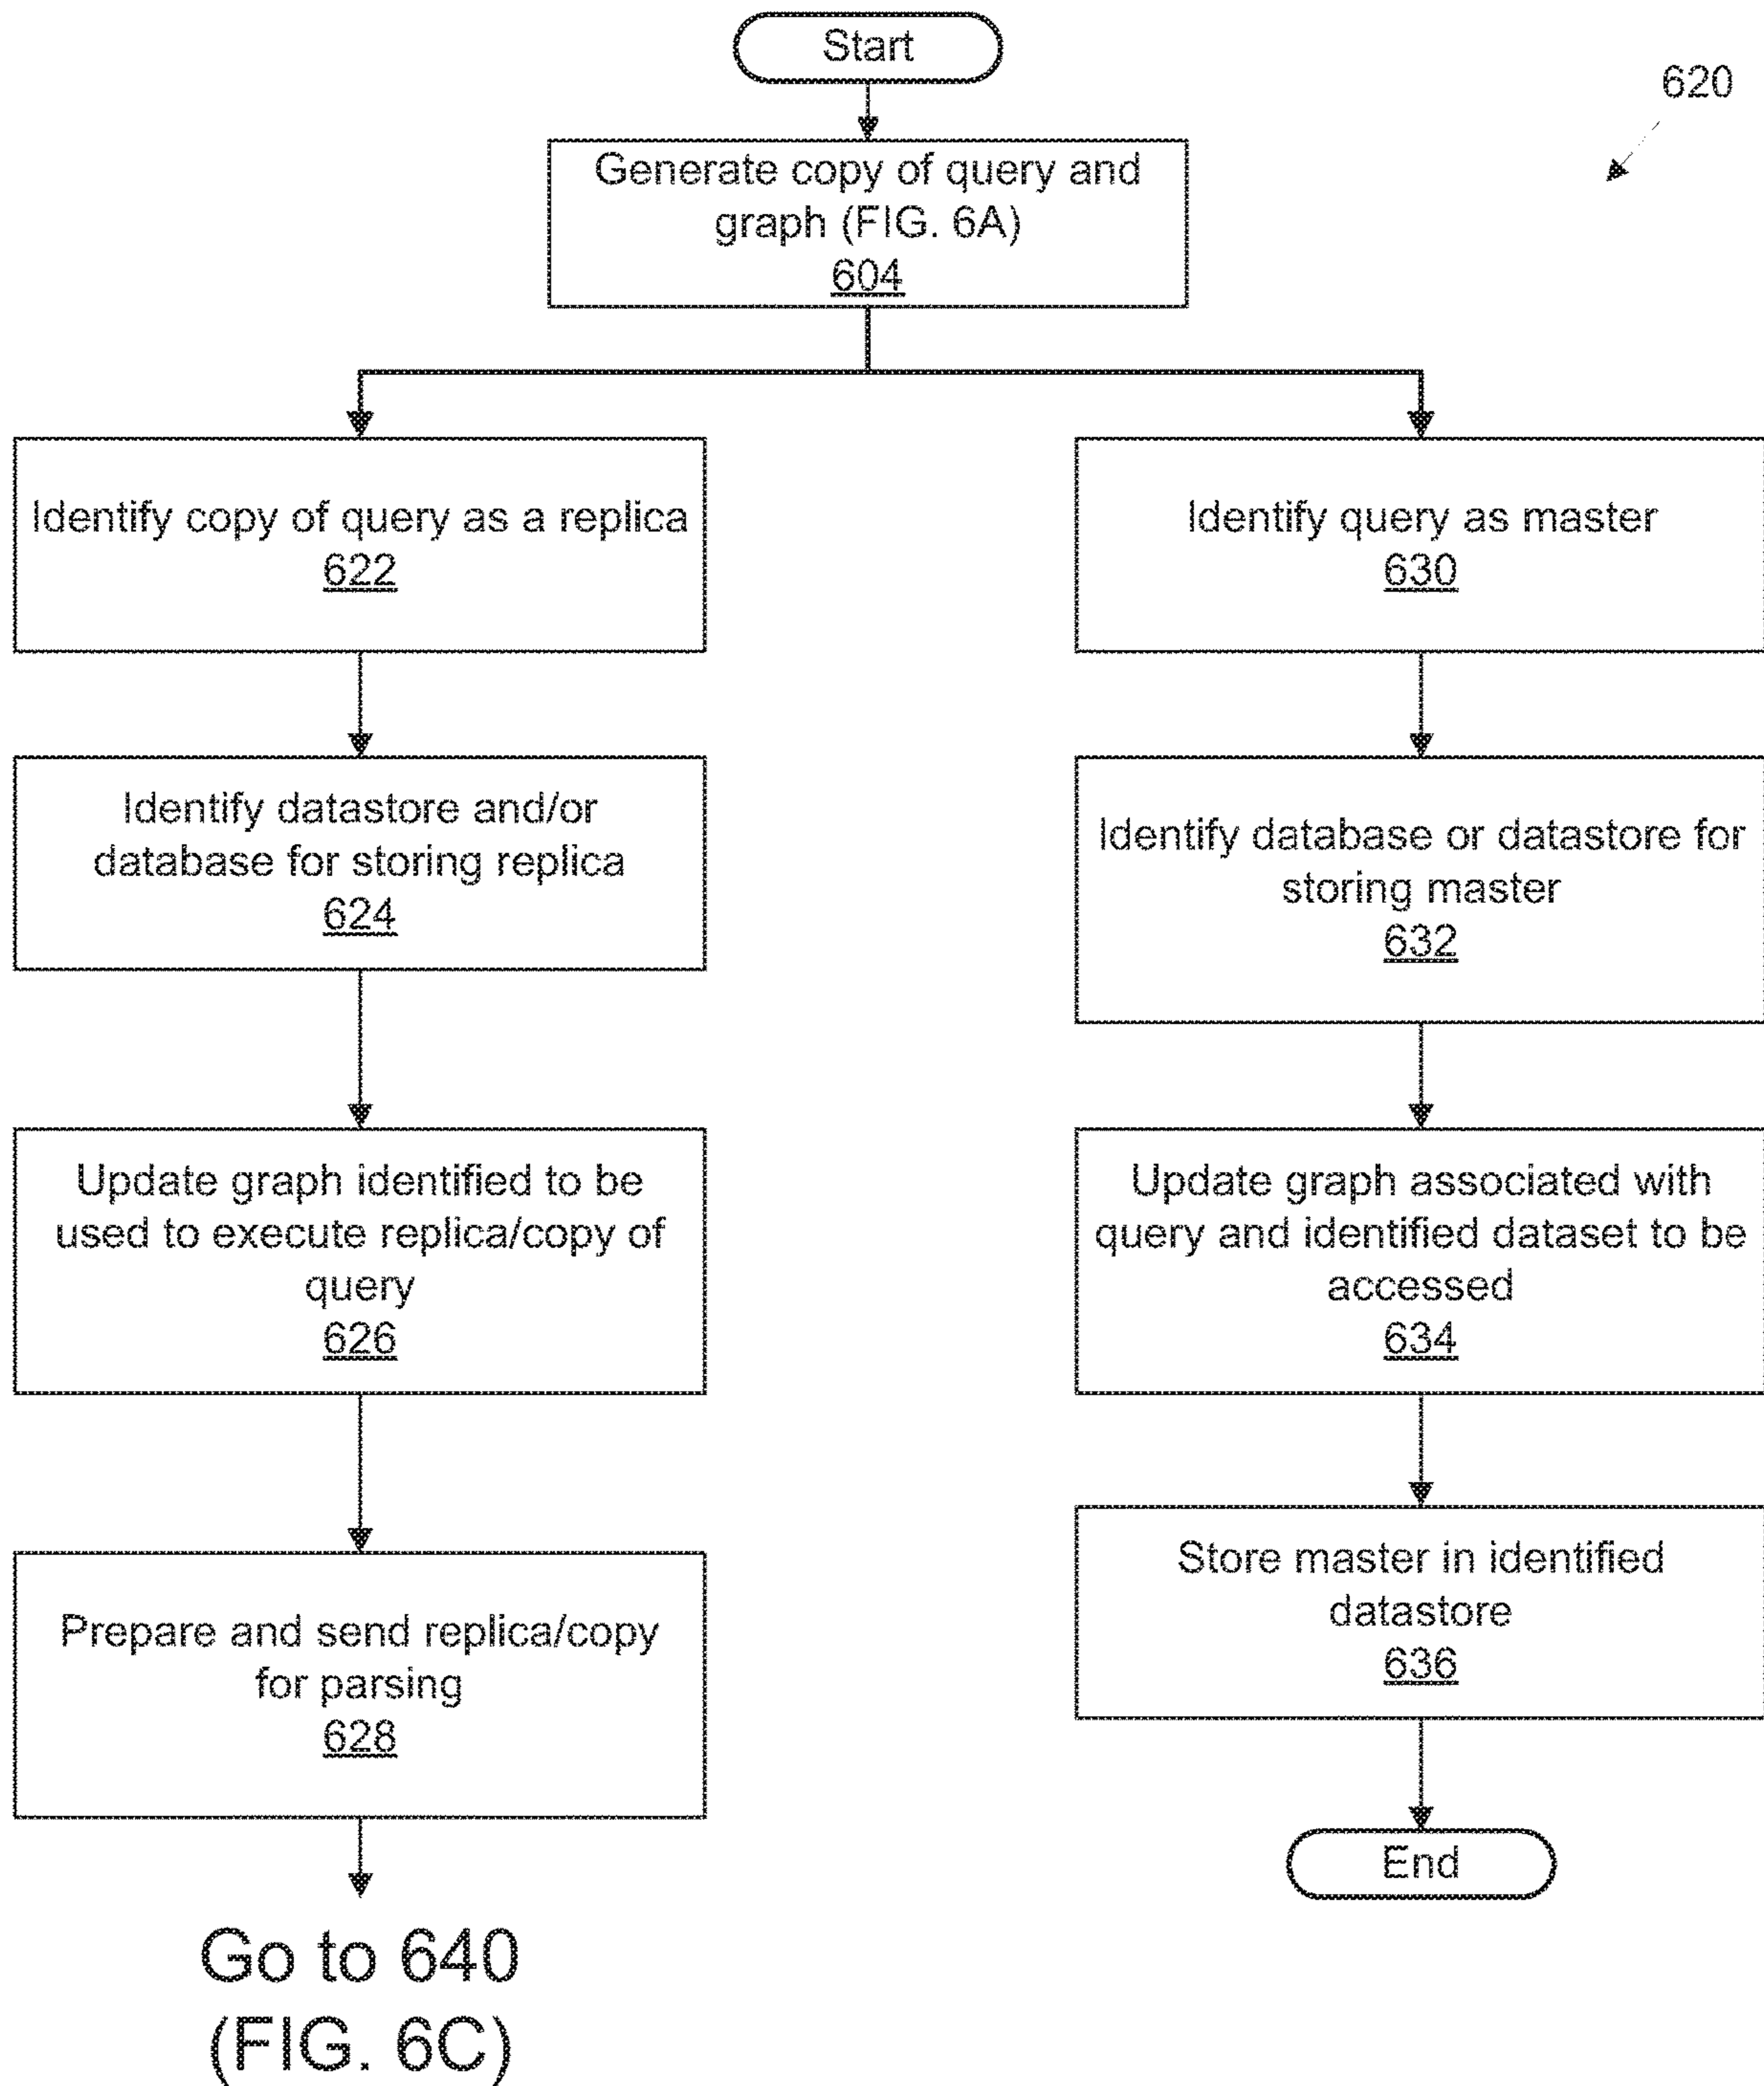 Start
620
Generate copy of query and
graph (FIG. 6A)
604
Identify copy of query as a replica
622
Identify datastore and/or
database for storing replica
624
Update graph identified to be
used to execute replica/copy of
query
626
Prepare and send replica/copy
for parsing
628
Go to 640
(FIG. 6C)
Identify query as master
630
Identify database or datastore for
storing master
632
Update graph associated with
query and identified dataset to be
accessed
634
Store master in identified
datastore
636
End